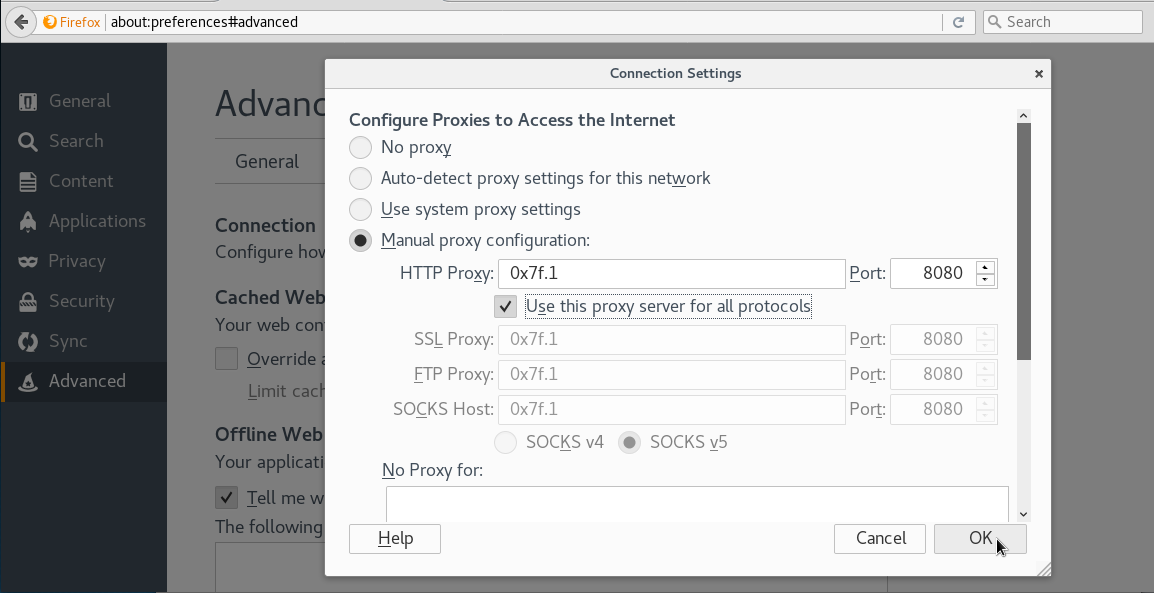 Firefox about:preferences#advanced Search
Connection Settings
General
Search
Content
Applications
Privacy
Security
Sync
Advanced
Advanc
General
Connection
Configure how
Cached Web
Your web con
Override a
Limit cach
Offline Web
Your applicati
Tell me w
The following
Configure Proxies to Access the Internet
No proxy
Auto-detect proxy settings for this network
Use system proxy settings
Manual proxy configuration:
HTTP Proxy: 0x7f.1 Port: 8080
Use this proxy server for all protocols
SSL Proxy: 0x7f.1 Port: 8080
FTP Proxy: 0x7f.1 Port: 8080
SOCKS Host: 0x7f.1 Port: 8080
SOCKS v4 SOCKS v5
No Proxy for:
Help Cancel OK